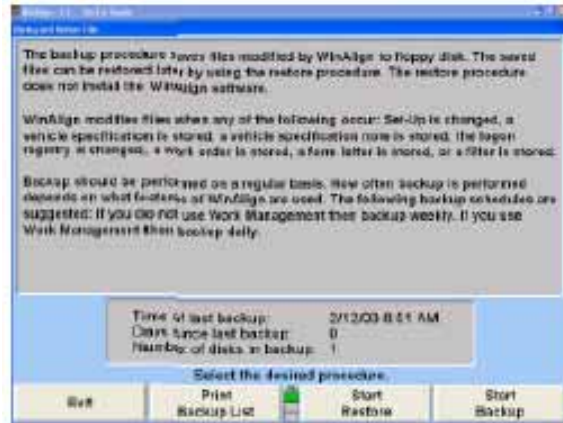 The backup procedure saves files modified by WinAlign to floppy disk. The saved
files can be restored later by using the restore procedure. The restore procedure
does not install the WinAlign software.
WinAlign modifies files when any of the following occur: Set-Up is changed, a
vehicle specification is stored, a vehicle specification note is stored, the logon
registry is changed, a work order is stored, a form letter is stored, or a filter is stored.
Backup should be performed on a regular basis. How often backup is performed
depends on what features of WinAlign are used. The following backup schedules are
suggested: If you do not use Work Management then backup weekly. If you use
Work Management then backup daily.
Time of last backup: 2/12/03 AM
Days since last backup: 0
Number of disks in backup: 1
Select the desired procedure.
Exit
Print
Backup List
Start
Restore
Start
Backup